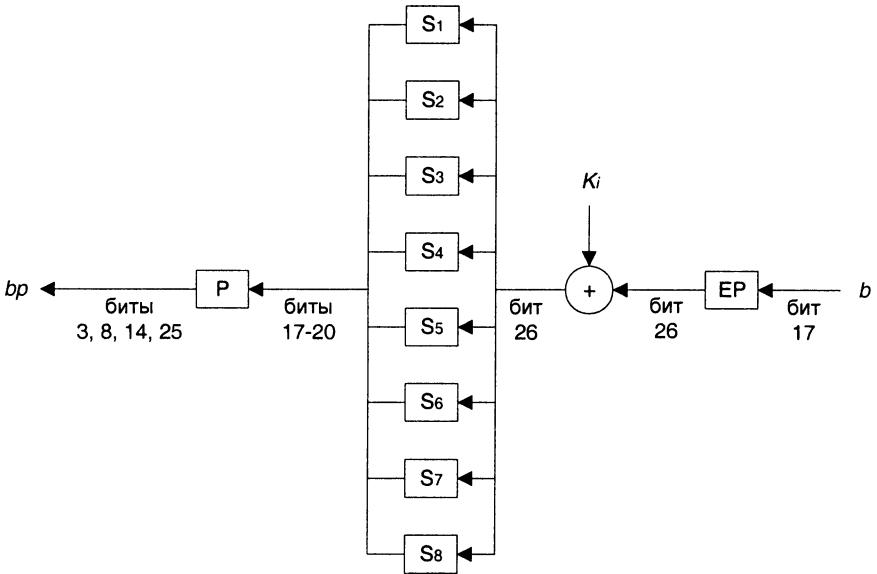 S1
S2
S3
Ki
S4
bp
P
+
EP
b
биты
3, 8, 14, 25
биты
17-20
S5
бит
26
бит
26
бит
17
S6
S7
S8